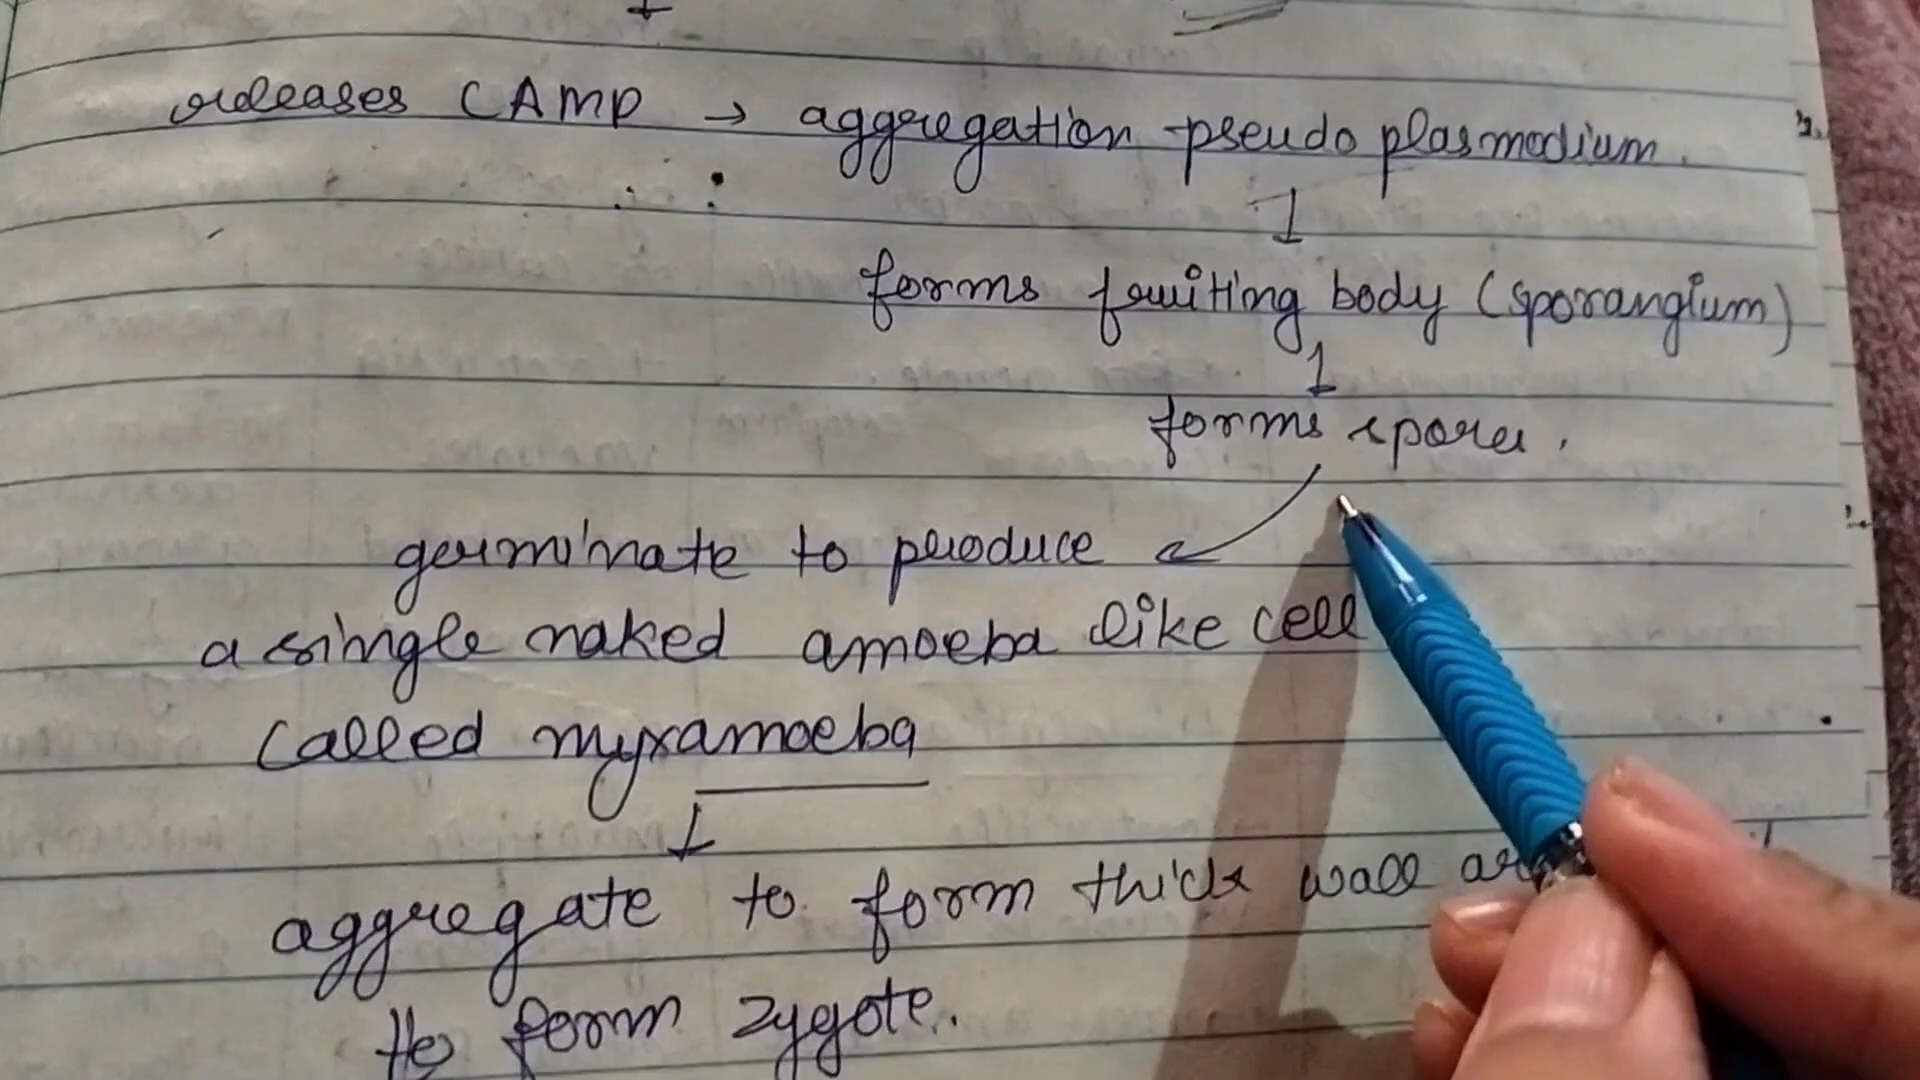 releases CAMP → aggregation - pseudo plasmodium.
forms fruiting body (sporangium)
forms spores.
germinate to produce
a single naked amoeba like cell
called myxamoeba
aggregate to form thick wall
to form zygote.